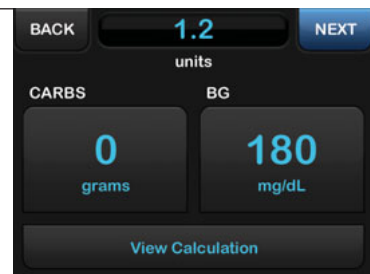 BACK 1.2 NEXT
units
CARBS BG
0 180
grams mg/dL
View Calculation